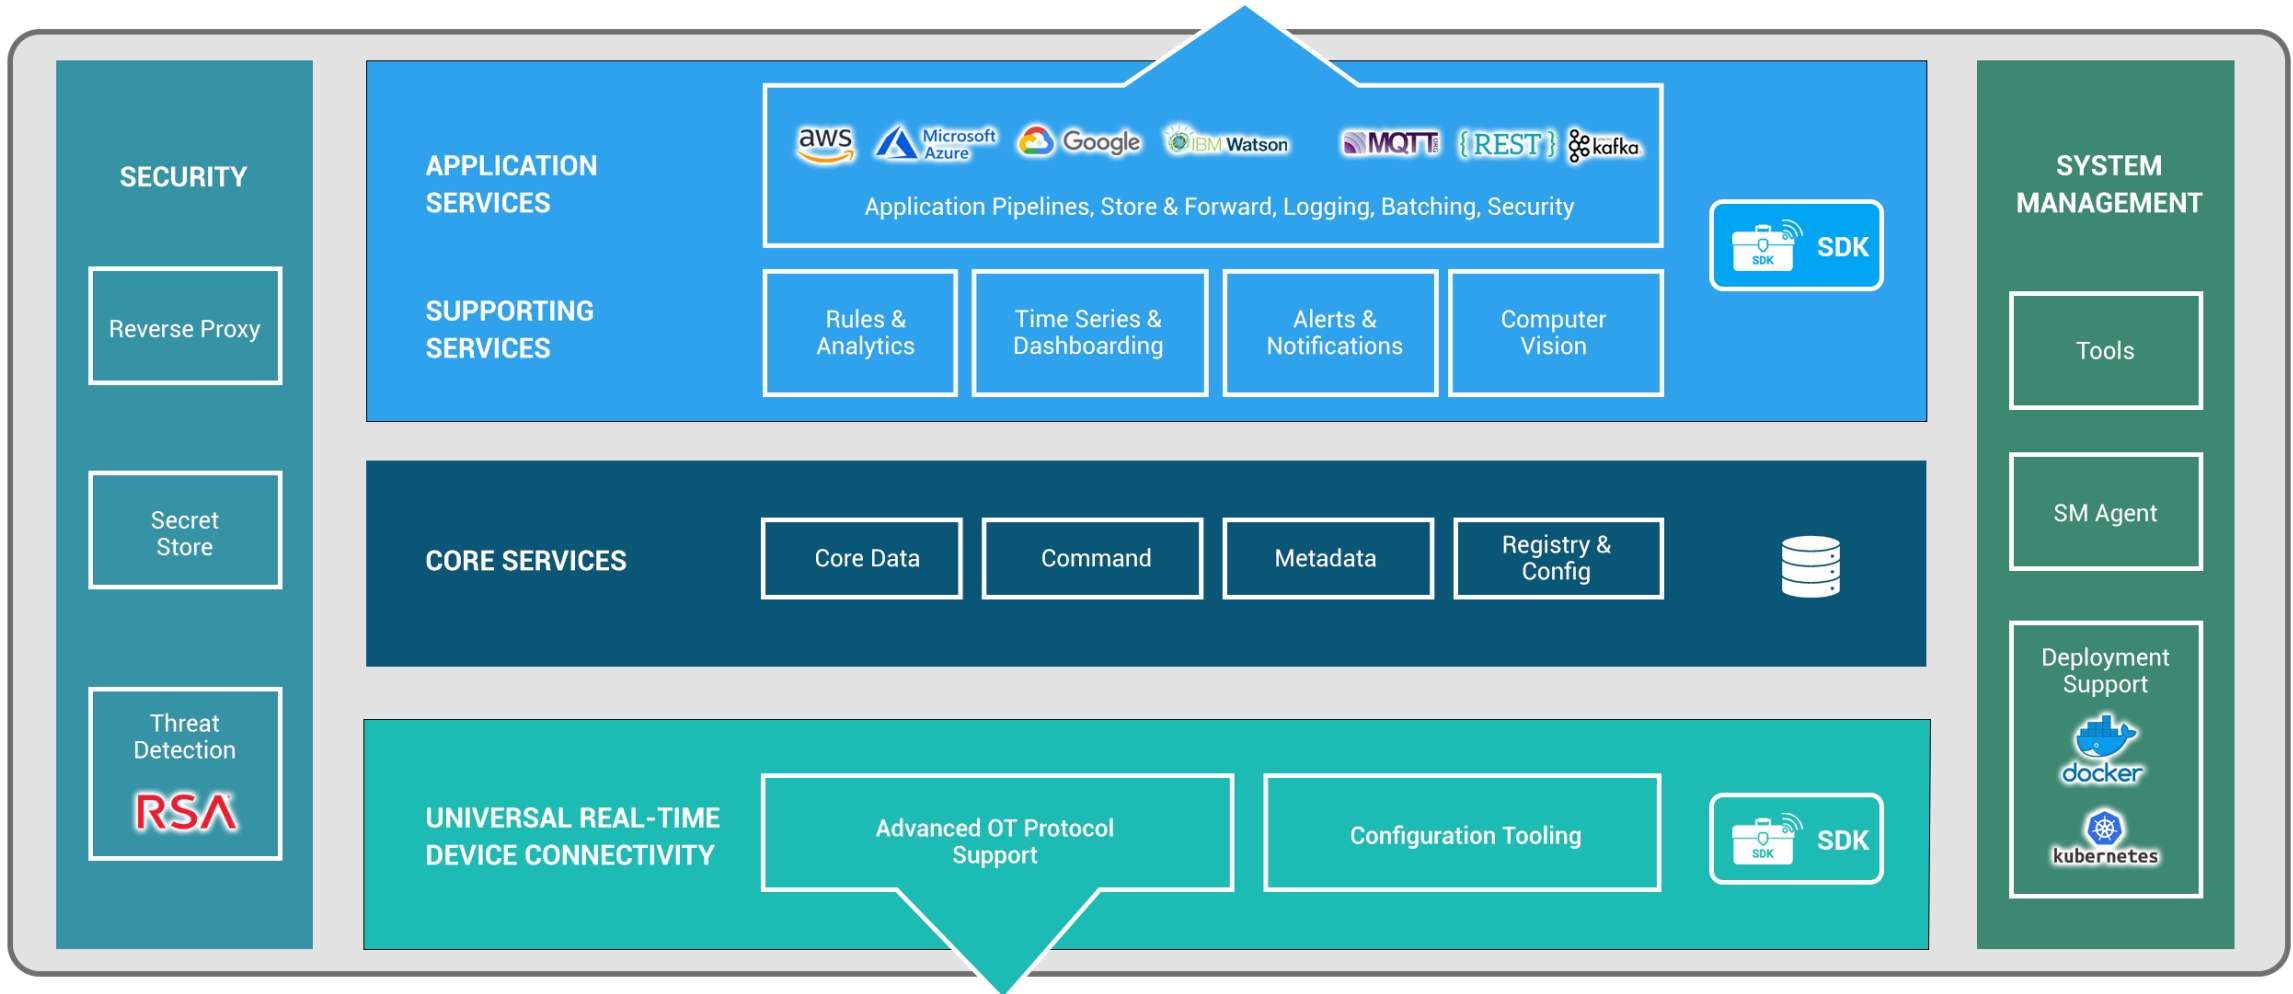 SECURITY
Reverse Proxy
Secret
Store
Threat
Detection
RSA
APPLICATION
SERVICES
aws
Microsoft
Azure
Google
IBM Watson
MQTT
{REST}
kafka
Application Pipelines, Store & Forward, Logging, Batching, Security
SDK
SDK
SUPPORTING
SERVICES
Rules &
Analytics
Time Series &
Dashboarding
Alerts &
Notifications
Computer
Vision
CORE SERVICES
Core Data
Command
Metadata
Registry &
Config
UNIVERSAL REAL-TIME
DEVICE CONNECTIVITY
Advanced OT Protocol
Support
Configuration Tooling
SDK
SDK
SYSTEM
MANAGEMENT
Tools
SM Agent
Deployment
Support
docker
kubernetes